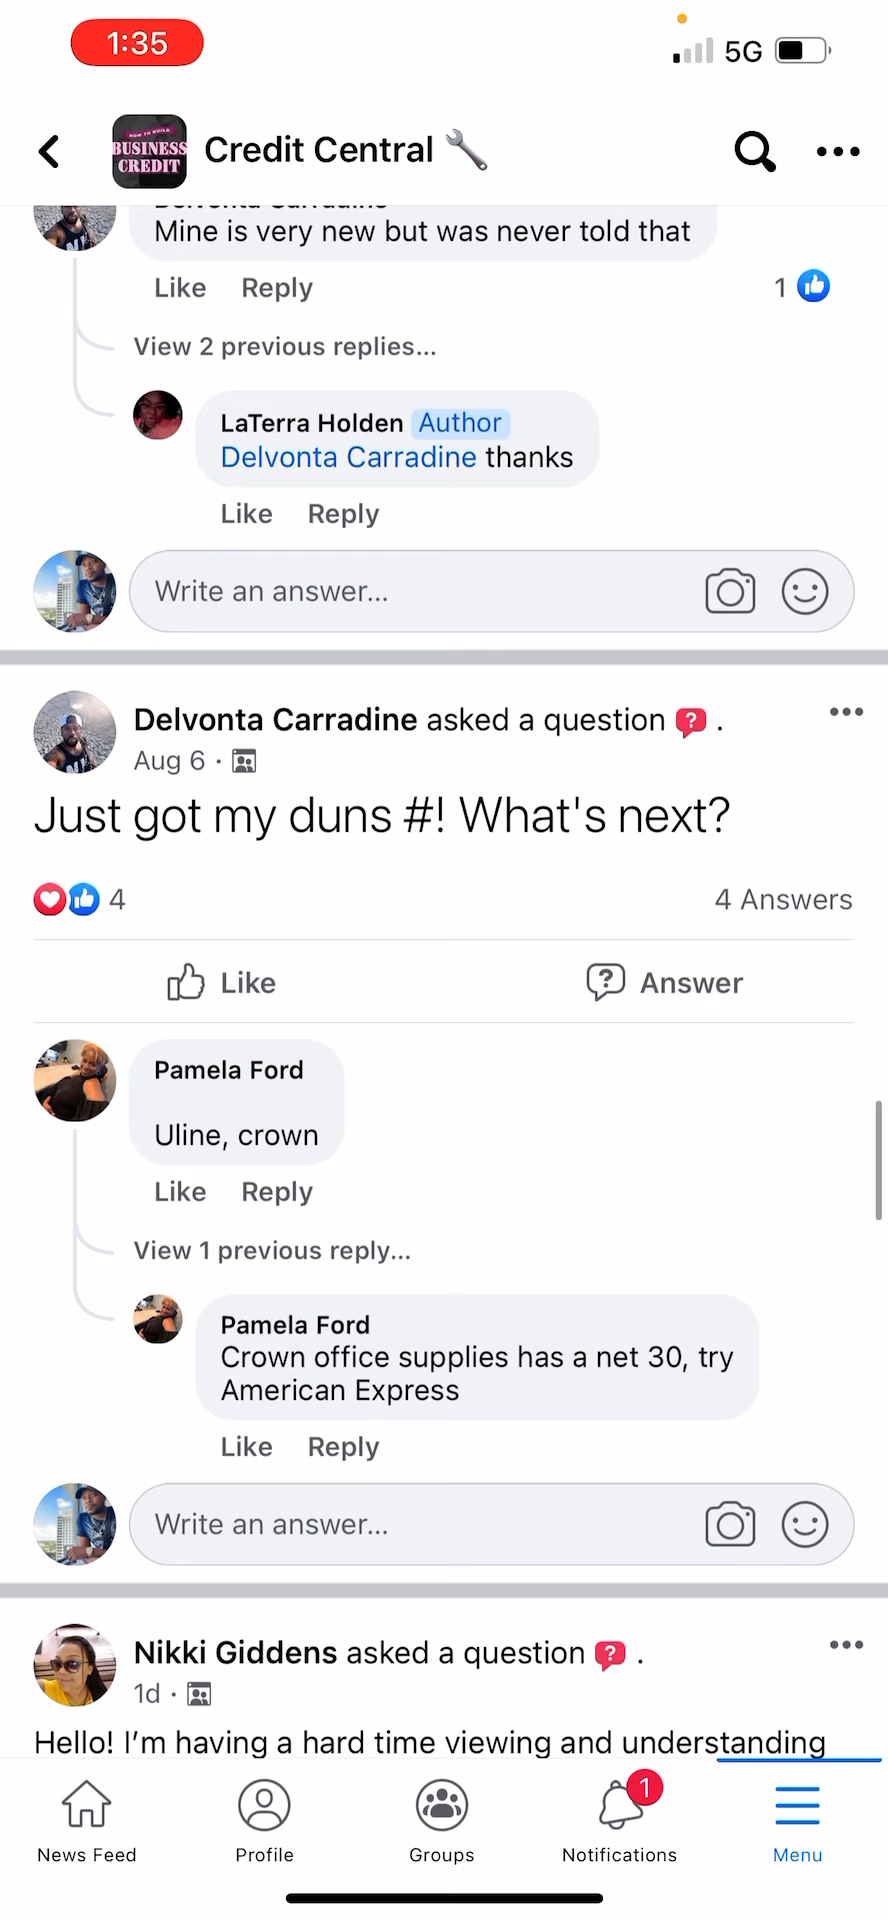 1:35
5G
HOW TO BUILD
BUSINESS
CREDIT
Credit Central
Delvonta Carradine
Mine is very new but was never told that
Like Reply
1
View 2 previous replies...
LaTerra Holden Author
Delvonta Carradine thanks
Like Reply
Write an answer...
Delvonta Carradine asked a question ? .
Aug 6 ·
Just got my duns #! What's next?
4
4 Answers
Like
? Answer
Pamela Ford
Uline, crown
Like Reply
View 1 previous reply...
Pamela Ford
Crown office supplies has a net 30, try
American Express
Like Reply
Write an answer...
Nikki Giddens asked a question ? .
1d ·
Hello! I'm having a hard time viewing and understanding
1
News Feed
Profile
Groups
Notifications
Menu